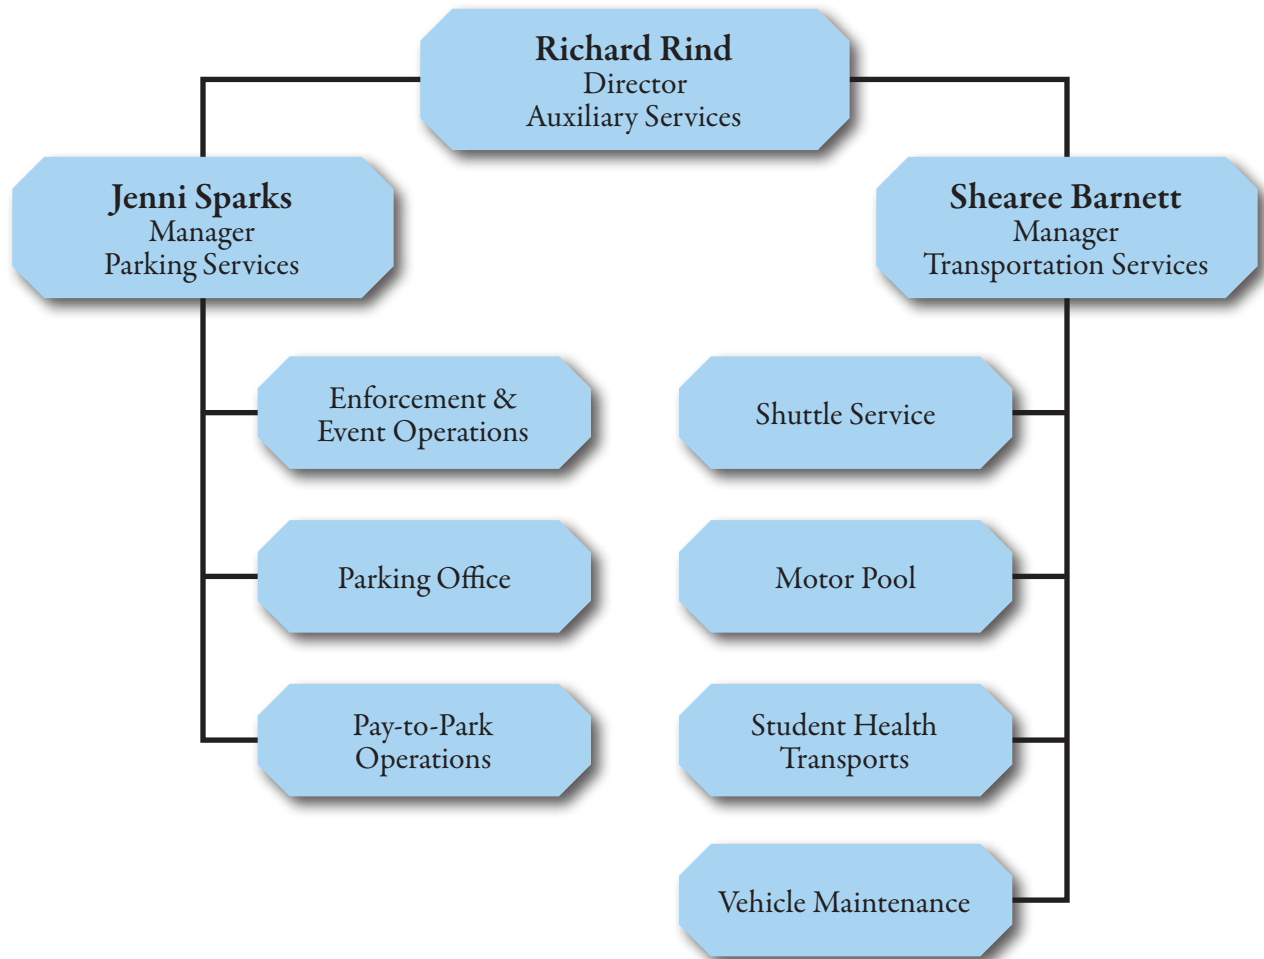 Richard Rind
Director
Auxiliary Services
Jenni Sparks
Manager
Parking Services
Shearee Barnett
Manager
Transportation Services
Enforcement &
Event Operations
Parking Office
Pay-to-Park
Operations
Shuttle Service
Motor Pool
Student Health
Transports
Vehicle Maintenance